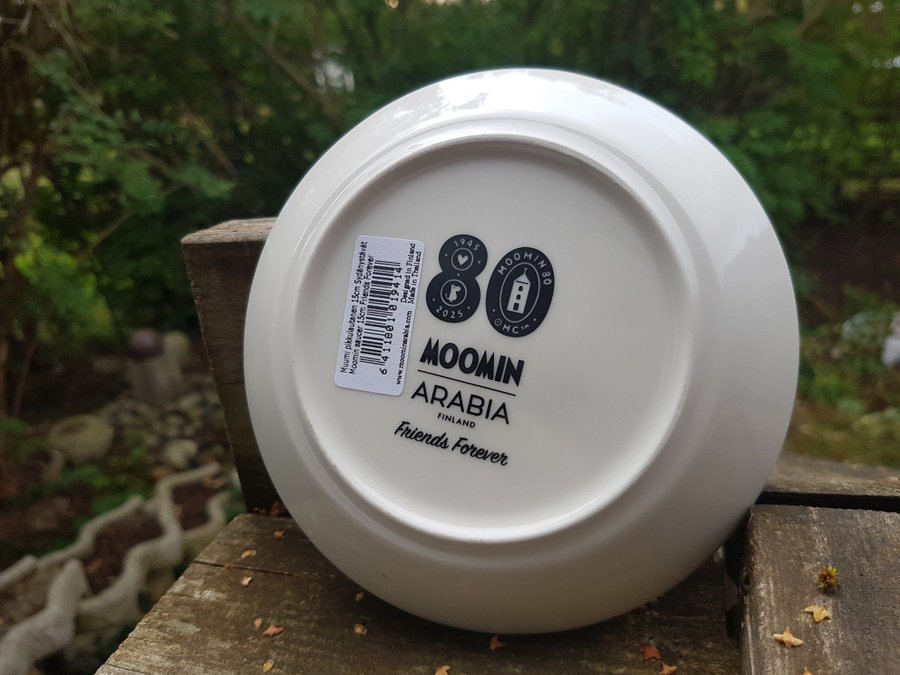 Muumi pikkulautanen 15cm Sydänystävät
Moomin saucer 15cm Friends Forever
6 411801 019414
www.moominarabia.com
Designed in Finland
Made in Thailand
80
1945
2025
MOOMIN 80
©MC™
MOOMIN
ARABIA
FINLAND
Friends Forever